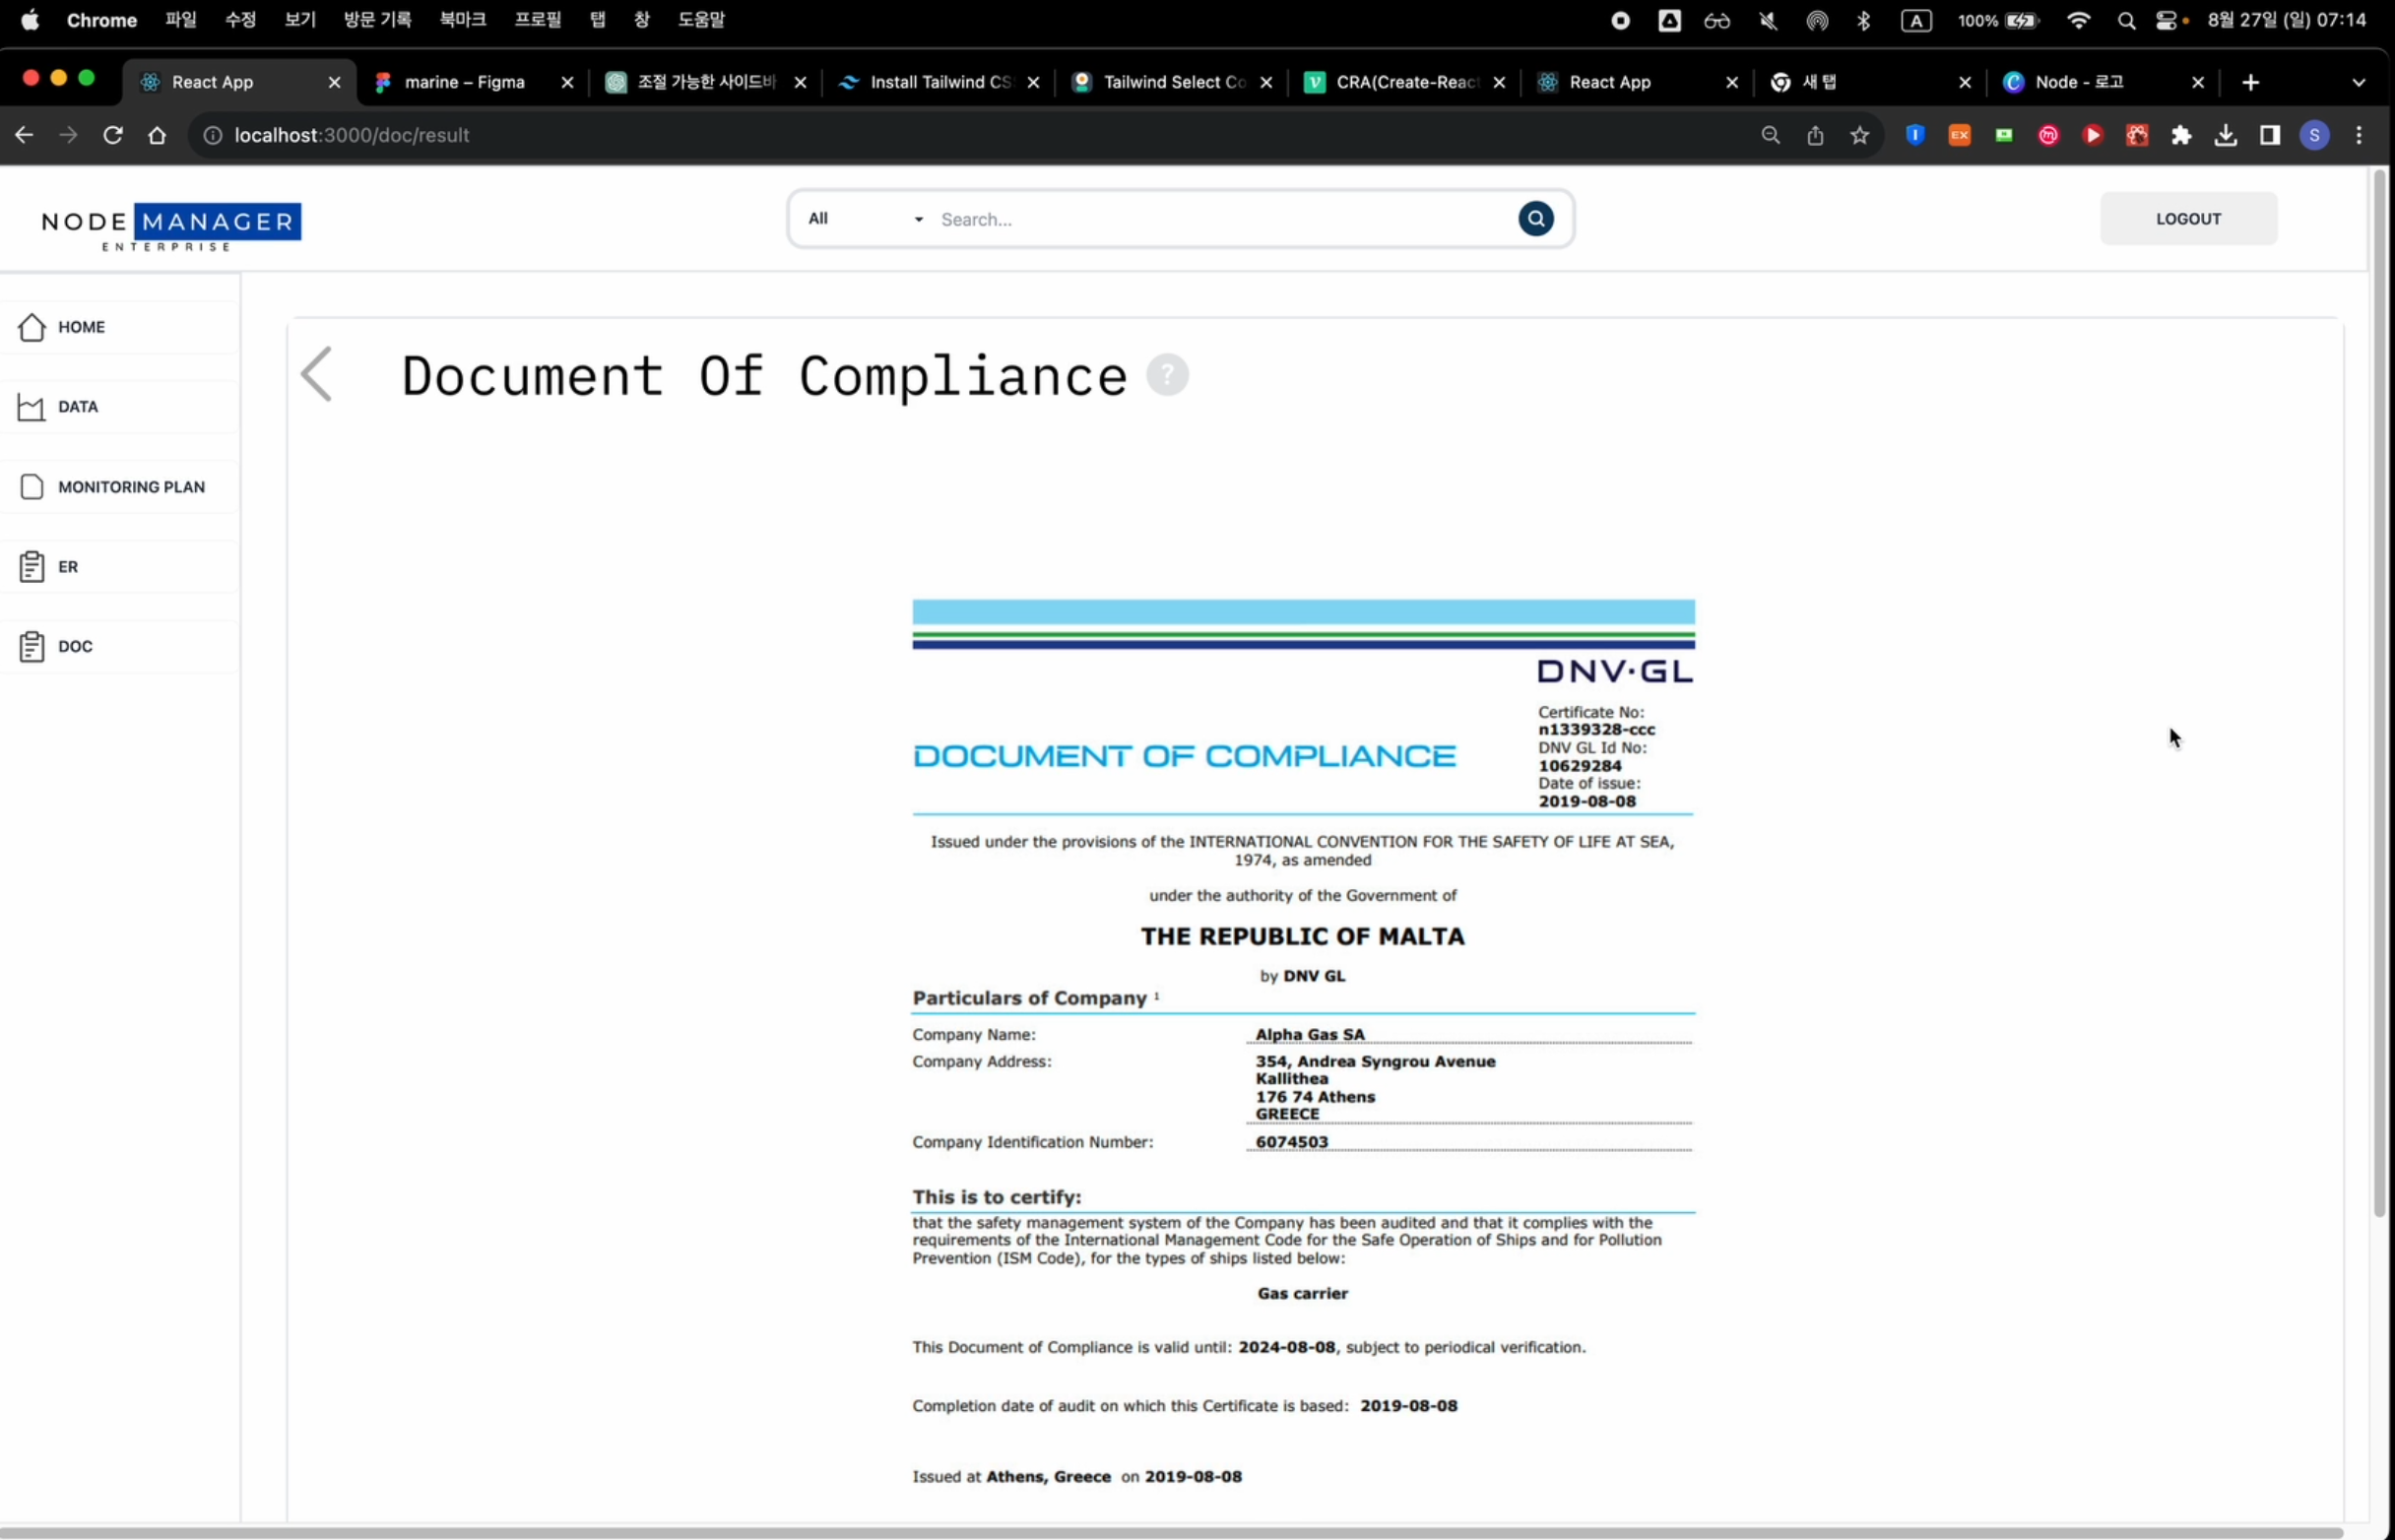 Chrome 파일 수정 보기 방문 기록 북마크 프로필 탭 창 도움말 A 100% 8월 27일 (일) 07:14
React App marine – Figma 조절 가능한 사이드바 Install Tailwind CS Tailwind Select Co CRA(Create-React React App 새 탭 Node - 로고
localhost:3000/doc/result EX S
NODE MANAGER
ENTERPRISE
All Search...
LOGOUT
HOME
DATA
MONITORING PLAN
ER
DOC
Document Of Compliance ?
DNV·GL
Certificate No:
n1339328-ccc
DNV GL Id No:
10629284
Date of issue:
2019-08-08
DOCUMENT OF COMPLIANCE
Issued under the provisions of the INTERNATIONAL CONVENTION FOR THE SAFETY OF LIFE AT SEA,
1974, as amended
under the authority of the Government of
THE REPUBLIC OF MALTA
by DNV GL
Particulars of Company 1
Company Name: Alpha Gas SA
Company Address: 354, Andrea Syngrou Avenue
Kallithea
176 74 Athens
GREECE
Company Identification Number: 6074503
This is to certify:
that the safety management system of the Company has been audited and that it complies with the
requirements of the International Management Code for the Safe Operation of Ships and for Pollution
Prevention (ISM Code), for the types of ships listed below:
Gas carrier
This Document of Compliance is valid until: 2024-08-08, subject to periodical verification.
Completion date of audit on which this Certificate is based: 2019-08-08
Issued at Athens, Greece on 2019-08-08